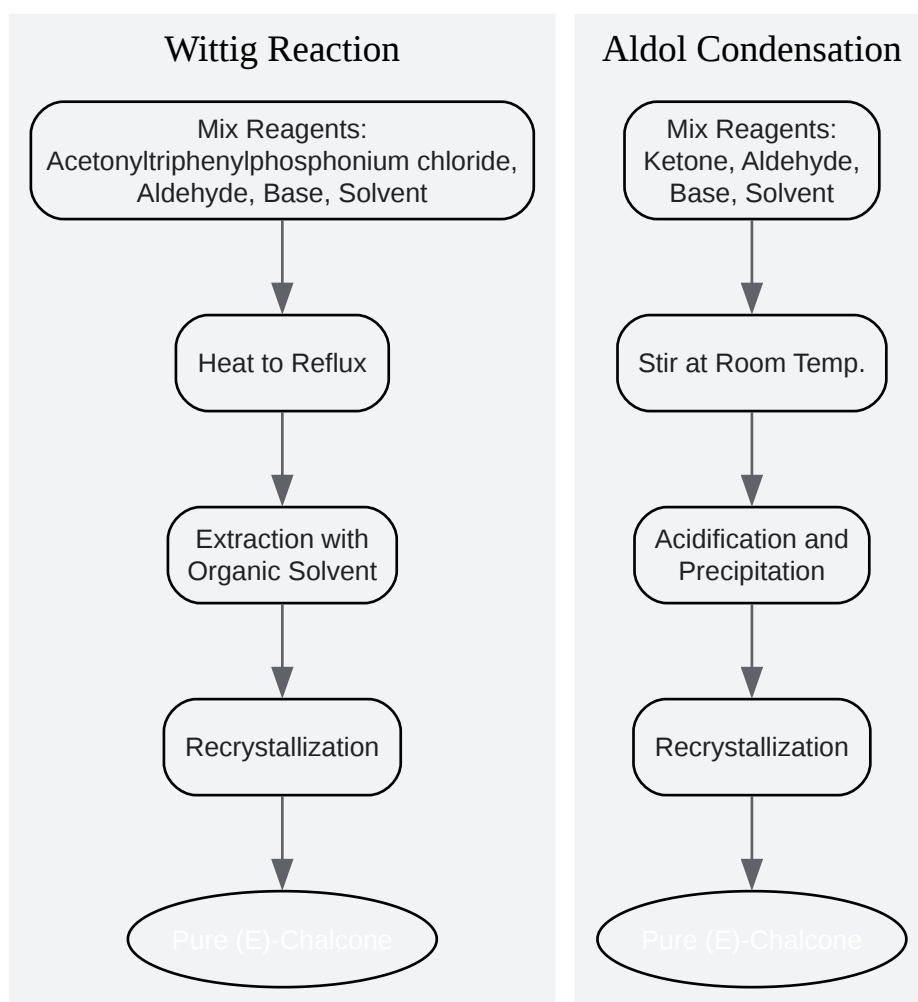 Wittig Reaction
Mix Reagents:
Acetonyltriphenylphosphonium chloride,
Aldehyde, Base, Solvent
Heat to Reflux
Extraction with
Organic Solvent
Recrystallization
Pure (E)-Chalcone
Aldol Condensation
Mix Reagents:
Ketone, Aldehyde,
Base, Solvent
Stir at Room Temp.
Acidification and
Precipitation
Recrystallization
Pure (E)-Chalcone